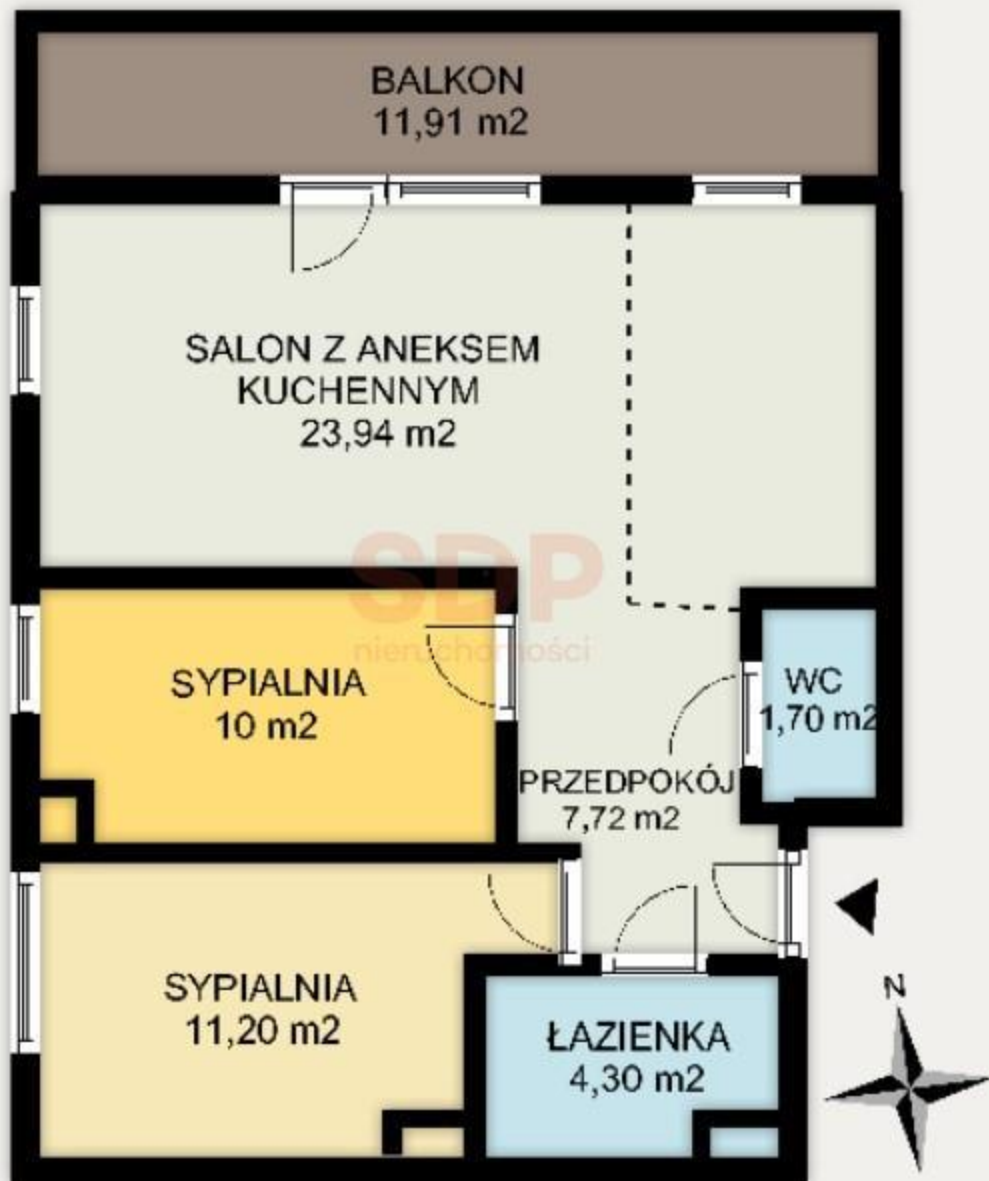 BALKON
11,91 m2
SALON Z ANEKSEM
KUCHENNYM
23,94 m2
SDP
nieruchomości
SYPIALNIA
10 m2
WC
1,70 m2
PRZEDPOKÓJ
7,72 m2
SYPIALNIA
11,20 m2
ŁAZIENKA
4,30 m2
N